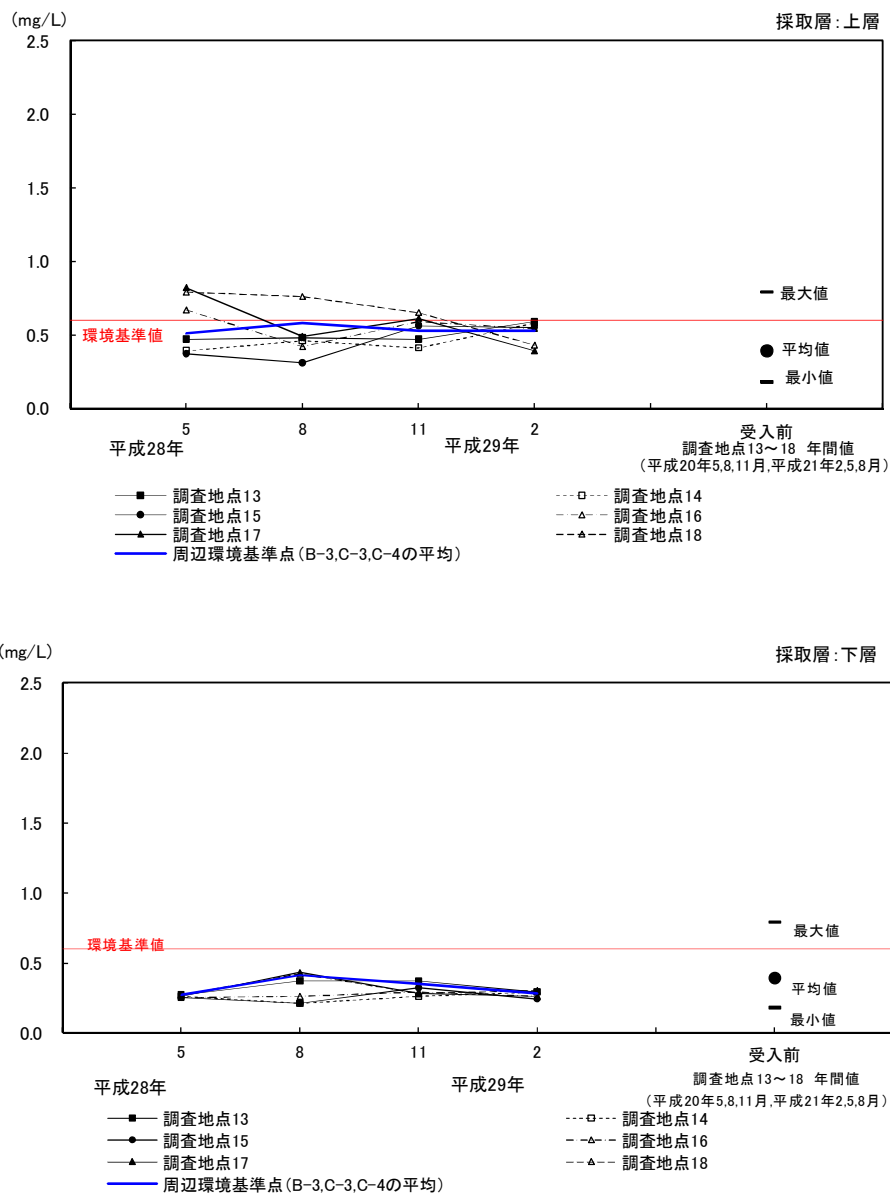 (mg/L)
採取層:上層
2.5
2.0
1.5
1.0
0.5
0.0
環境基準値
最大値
平均値
最小値
5 8 11 2 受入前
平成28年 平成29年
調査地点13~18 年間値
(平成20年5,8,11月,平成21年2,5,8月)
調査地点13 調査地点14
調査地点15 調査地点16
調査地点17 調査地点18
周辺環境基準点(B-3,C-3,C-4の平均)
(mg/L)
採取層:下層
2.5
2.0
1.5
1.0
0.5
0.0
環境基準値
最大値
平均値
最小値
5 8 11 2 受入前
平成28年 平成29年
調査地点13~18 年間値
(平成20年5,8,11月,平成21年2,5,8月)
調査地点13 調査地点14
調査地点15 調査地点16
調査地点17 調査地点18
周辺環境基準点(B-3,C-3,C-4の平均)